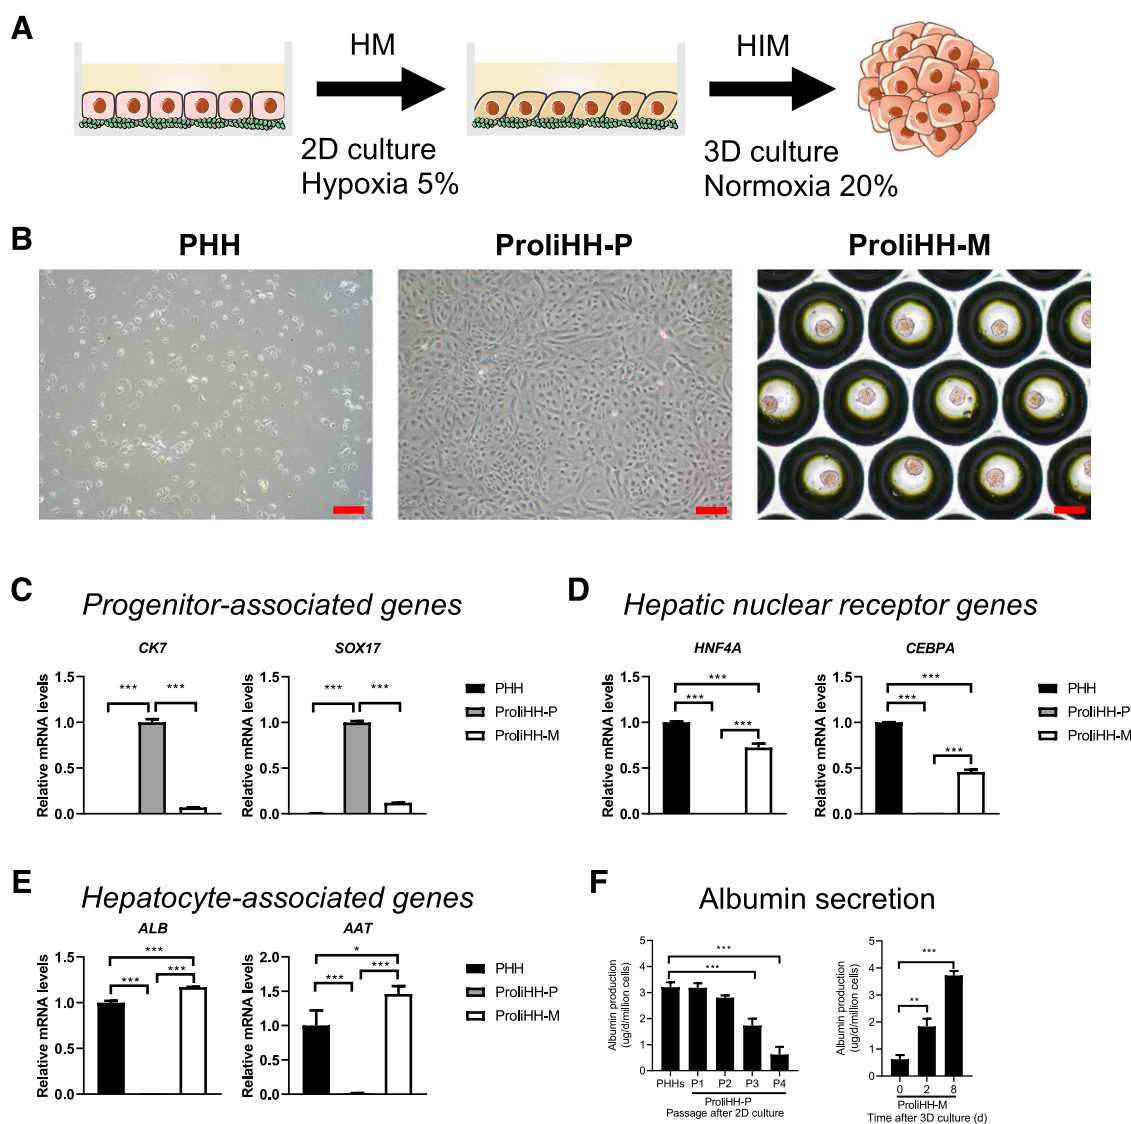 A
HM
2D culture
Hypoxia 5%
HIM
3D culture
Normoxia 20%
B
PHH
ProliHH-P
ProliHH-M
C
Progenitor-associated genes
CK7
Relative mRNA levels
1.5
1.0
0.5
0.0
***
***
SOX17
Relative mRNA levels
1.5
1.0
0.5
0.0
***
***
PHH
ProliHH-P
ProliHH-M
D
Hepatic nuclear receptor genes
HNF4A
Relative mRNA levels
1.5
1.0
0.5
0.0
***
***
***
CEBPA
Relative mRNA levels
1.5
1.0
0.5
0.0
***
***
***
PHH
ProliHH-P
ProliHH-M
E
Hepatocyte-associated genes
ALB
Relative mRNA levels
1.5
1.0
0.5
0.0
***
***
***
AAT
Relative mRNA levels
2.0
1.5
1.0
0.5
0.0
*
***
***
PHH
ProliHH-P
ProliHH-M
F
Albumin secretion
Albumin production
(ug/d/million cells)
5
4
3
2
1
0
***
***
PHHs P1 P2 P3 P4
ProliHH-P
Passage after 2D culture
Albumin production
(ug/d/million cells)
5
4
3
2
1
0
***
**
0 2 8
ProliHH-M
Time after 3D culture (d)